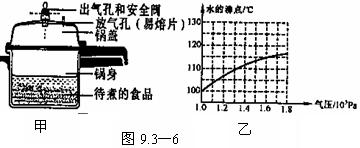 出气孔和安全阀
放气孔（易熔片）
锅盖
锅身
待煮的食品
甲
水的沸点/℃
130
120
110
100
1.0 1.2 1.4 1.6 1.8
气压/10⁵Pa
乙
图 9.3—6